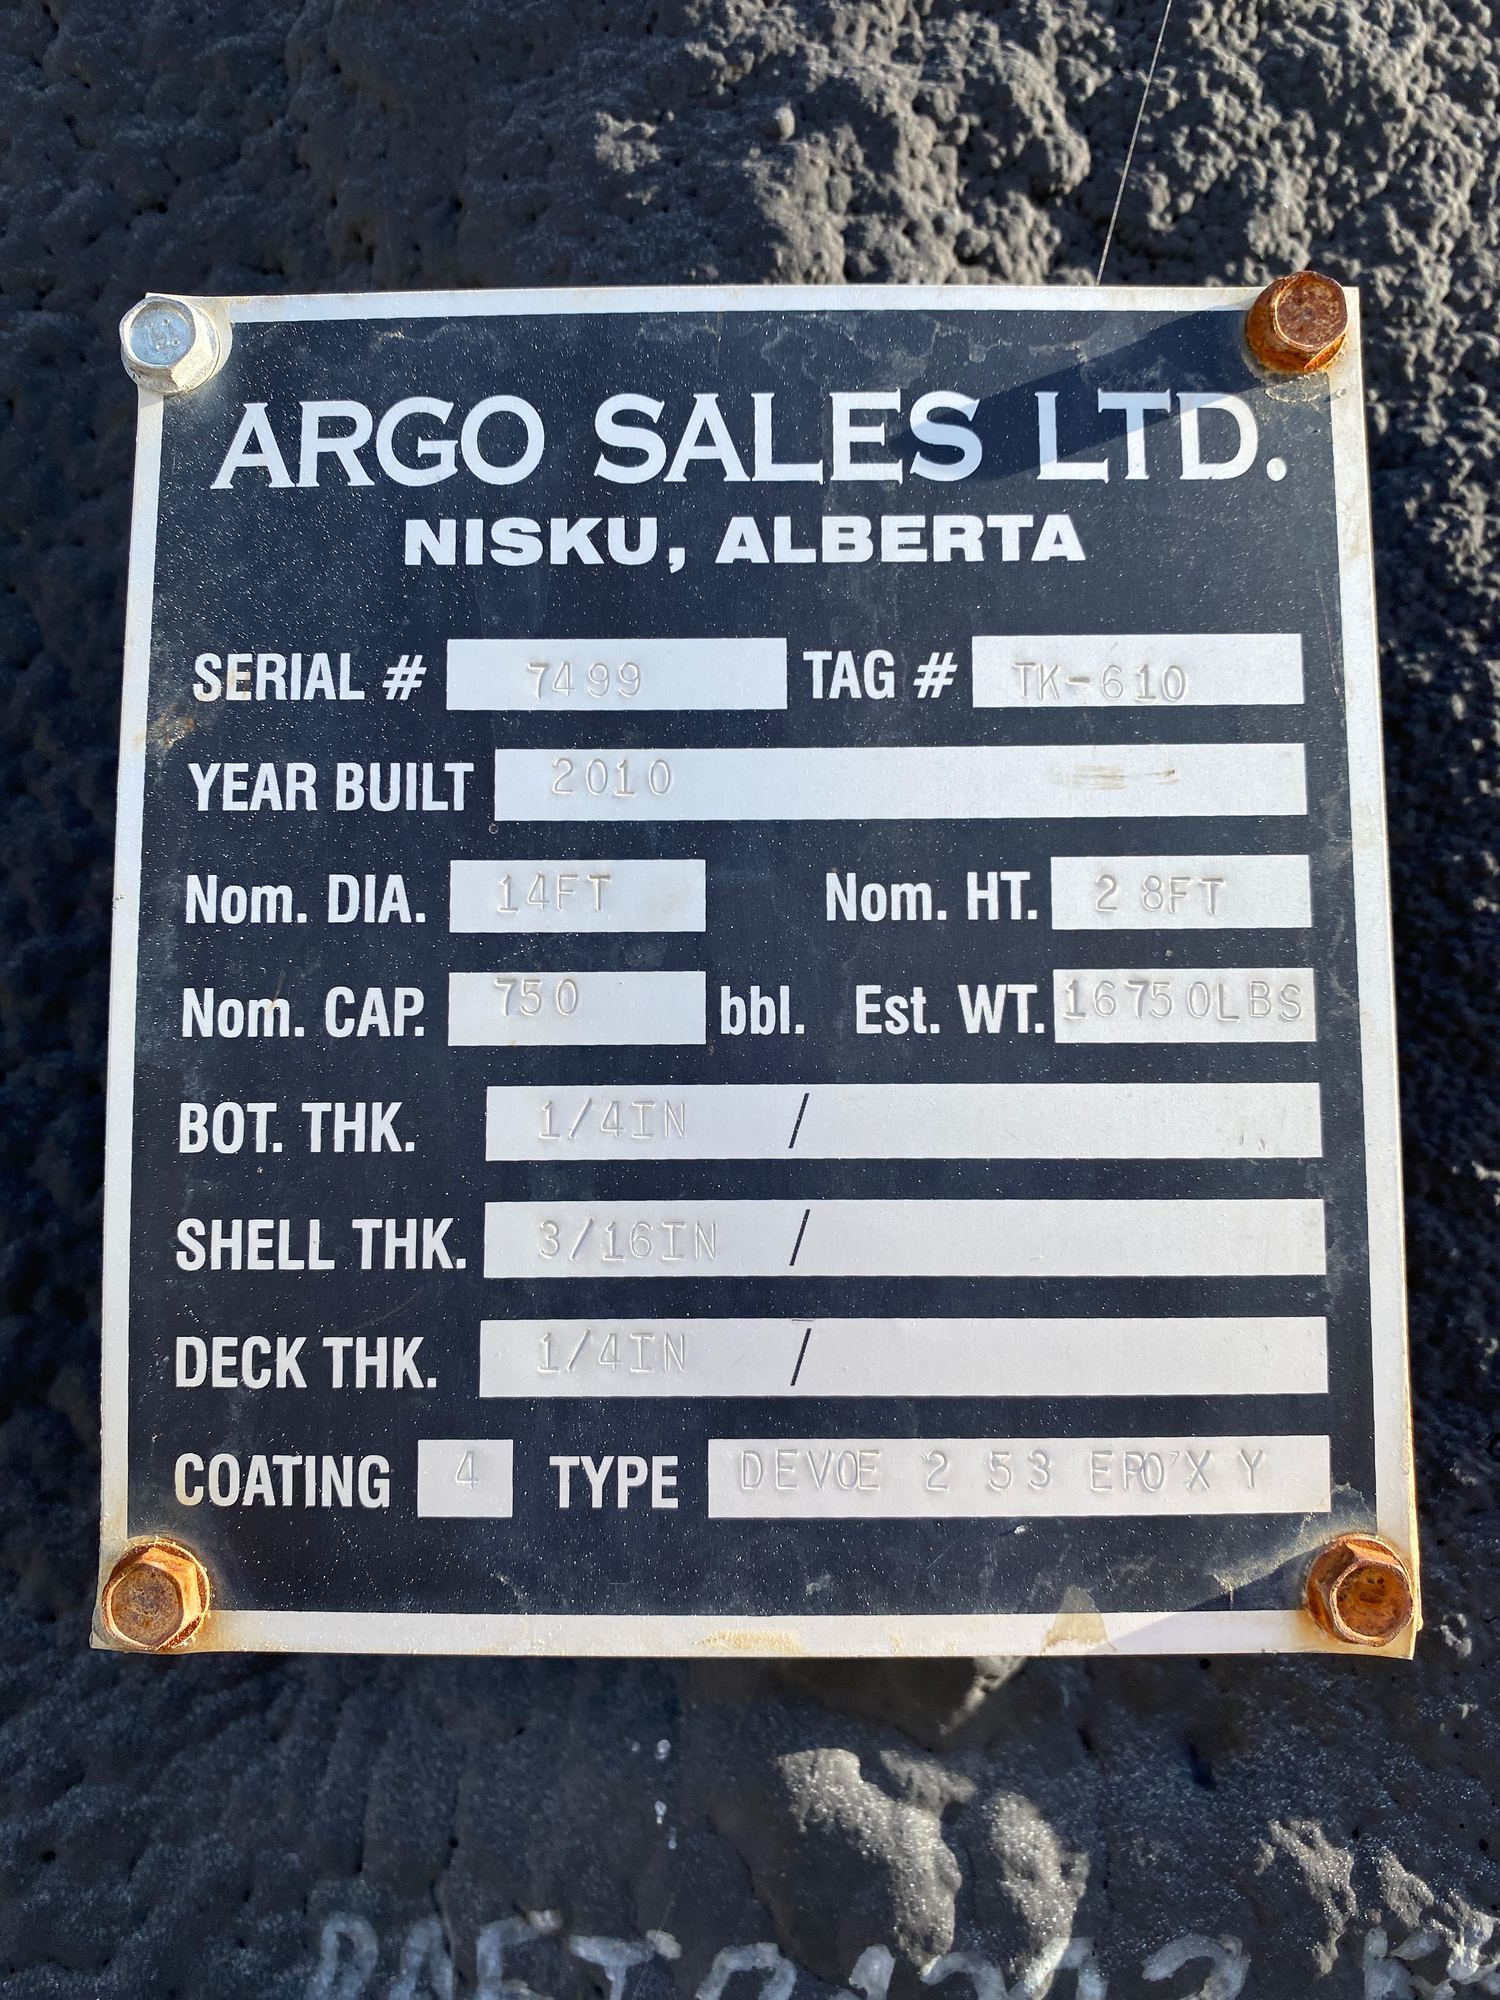 ARGO SALES LTD.
NISKU, ALBERTA
SERIAL # 7499 TAG # TK-610
YEAR BUILT 2010
Nom. DIA. 14FT Nom. HT. 28FT
Nom. CAP. 750 bbl. Est. WT. 16750LBS
BOT. THK. 1/4IN /
SHELL THK. 3/16IN /
DECK THK. 1/4IN /
COATING 4 TYPE DEVOE 253 EPOXY